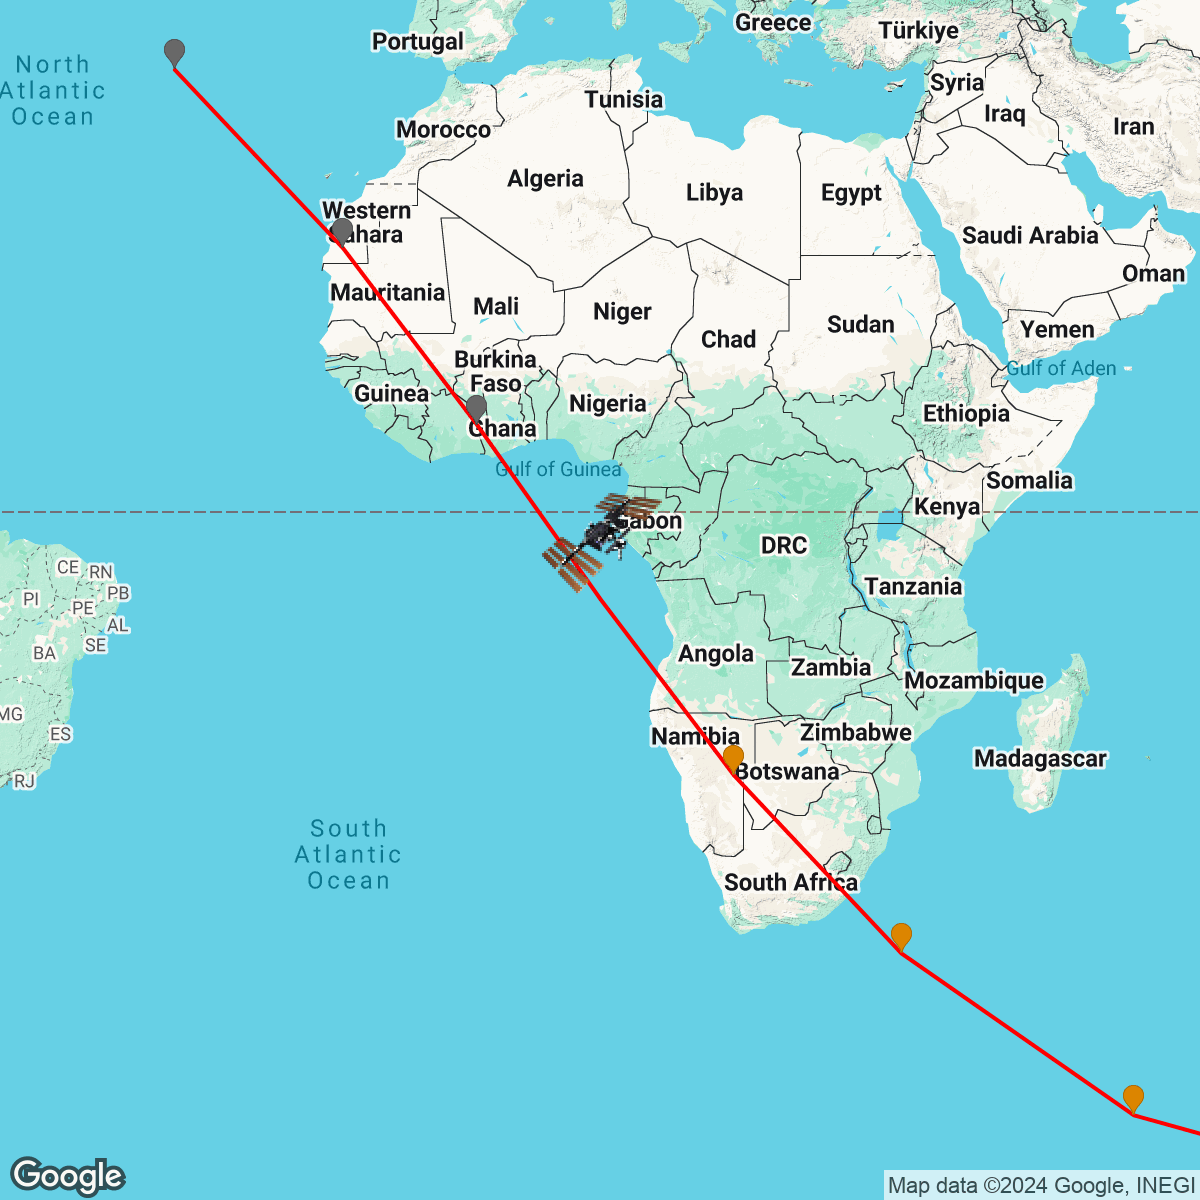 Greece
Türkiye
Portugal
North
Atlantic
Ocean
Syria
Tunisia
Iraq
Iran
Morocco
Algeria
Libya
Egypt
Western
Sahara
Saudi Arabia
Oman
Mauritania
Mali
Niger
Chad
Sudan
Yemen
Burkina
Faso
Gulf of Aden
Guinea
Nigeria
Ethiopia
Ghana
Gulf of Guinea
Somalia
Kenya
Gabon
DRC
CE
RN
Tanzania
PI
PE
PB
AL
SE
BA
Angola
Zambia
Mozambique
MG
ES
Namibia
Zimbabwe
Madagascar
Botswana
RJ
South
Atlantic
Ocean
South Africa
Google
Map data ©2024 Google, INEGI